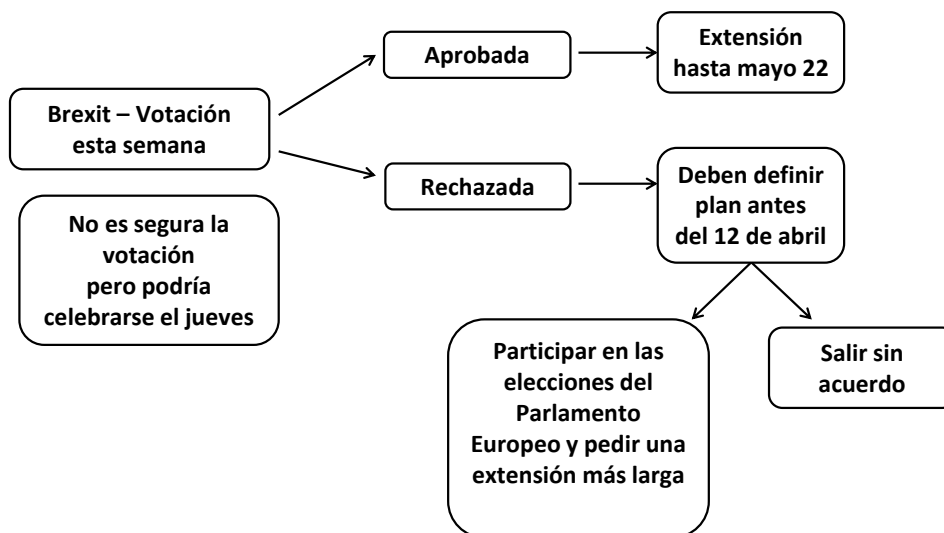 Brexit – Votación
esta semana
No es segura la
votación
pero podría
celebrarse el jueves
Aprobada
Extensión
hasta mayo 22
Rechazada
Deben definir
plan antes
del 12 de abril
Participar en las
elecciones del
Parlamento
Europeo y pedir una
extensión más larga
Salir sin
acuerdo